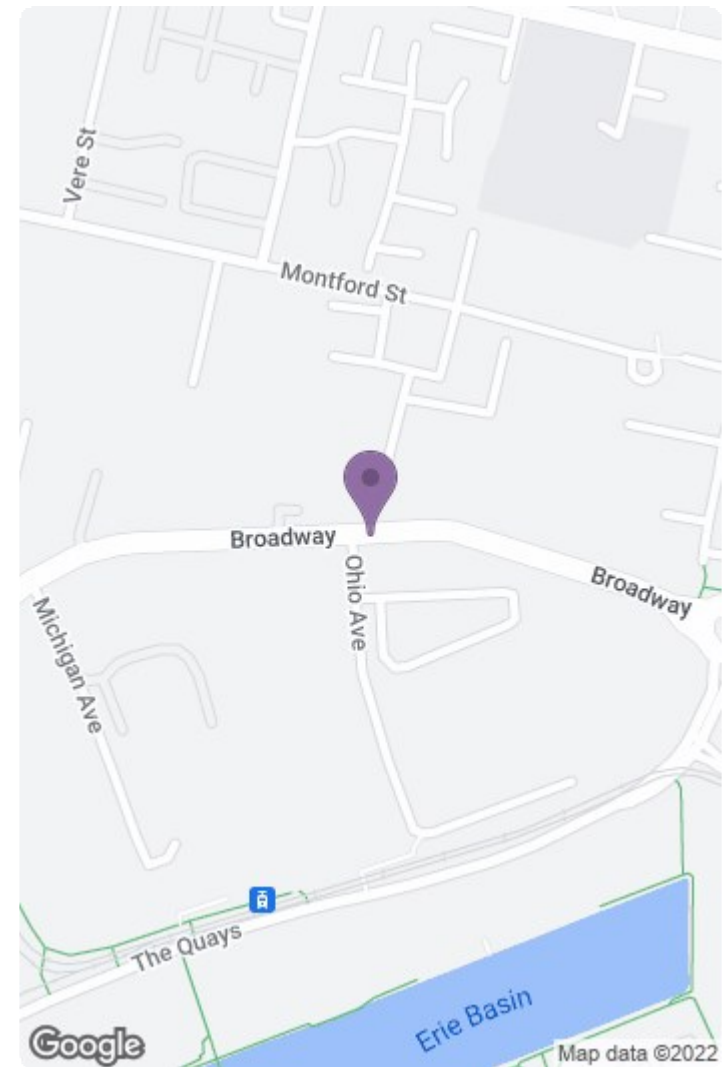 Vere St
Montford St
Broadway
Broadway
Ohio Ave
Michigan Ave
The Quays
Erie Basin
Google
Map data ©2022